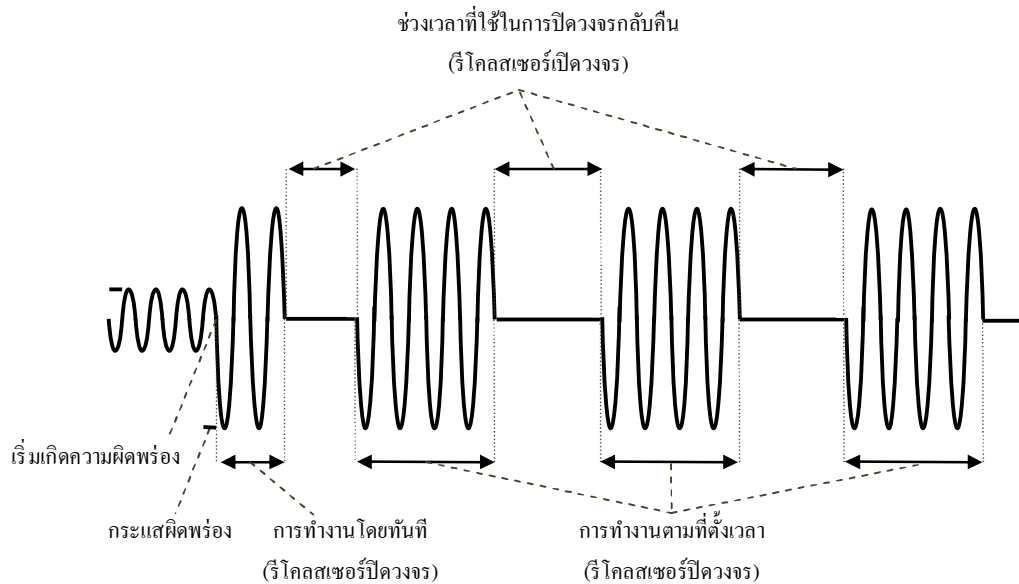 ช่วงเวลาที่ใช้ในการปิดวงจรกลับคืน
(รีโคลสเซอร์เปิดวงจร)
เริ่มเกิดความผิดพร่อง
กระแสผิดพร่อง
การทำงานโดยทันที
(รีโคลสเซอร์ปิดวงจร)
การทำงานตามที่ตั้งเวลา
(รีโคลสเซอร์ปิดวงจร)